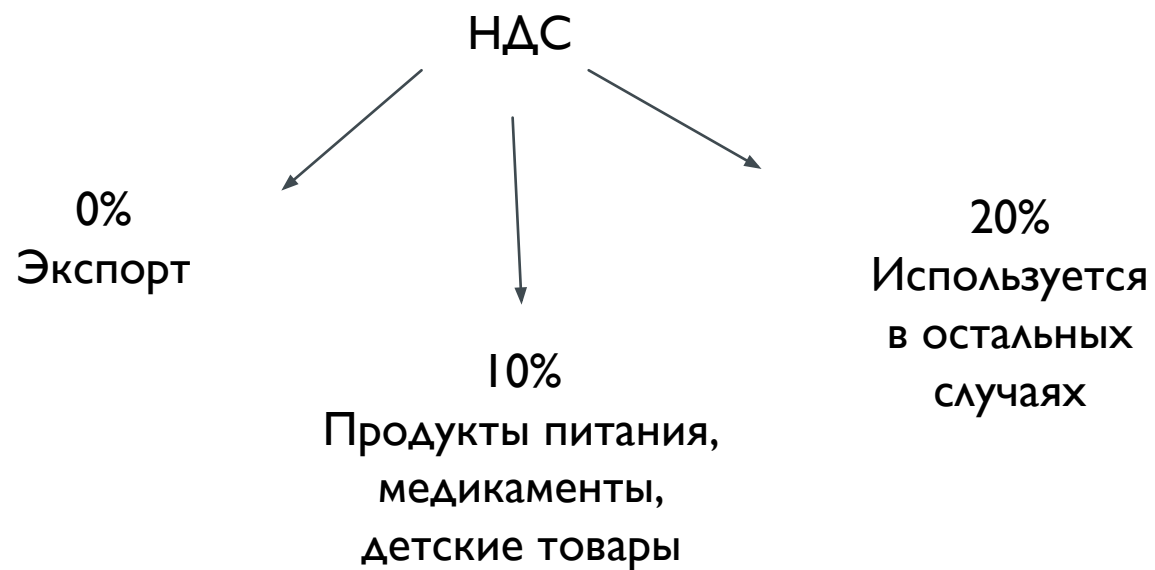 НДС
0%
Экспорт
10%
Продукты питания,
медикаменты,
детские товары
20%
Используется
в остальных
случаях